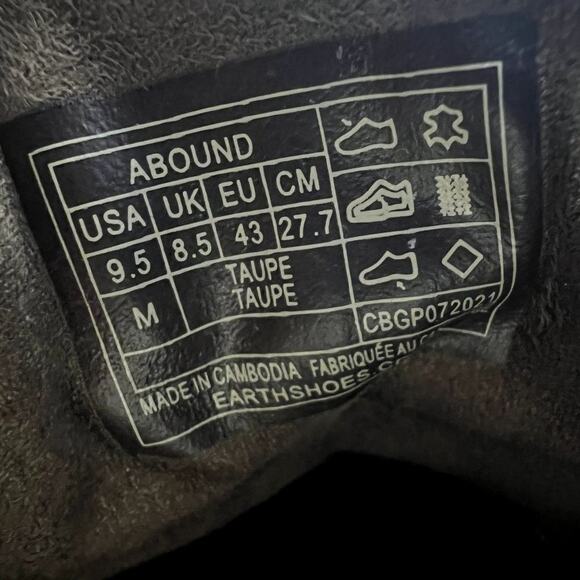 ABOUND
USA UK EU CM
9.5 8.5 43 27.7
M TAUPE
TAUPE
CBGP072021
MADE IN CAMBODIA FABRIQUÉE AU
EARTHSHOES.